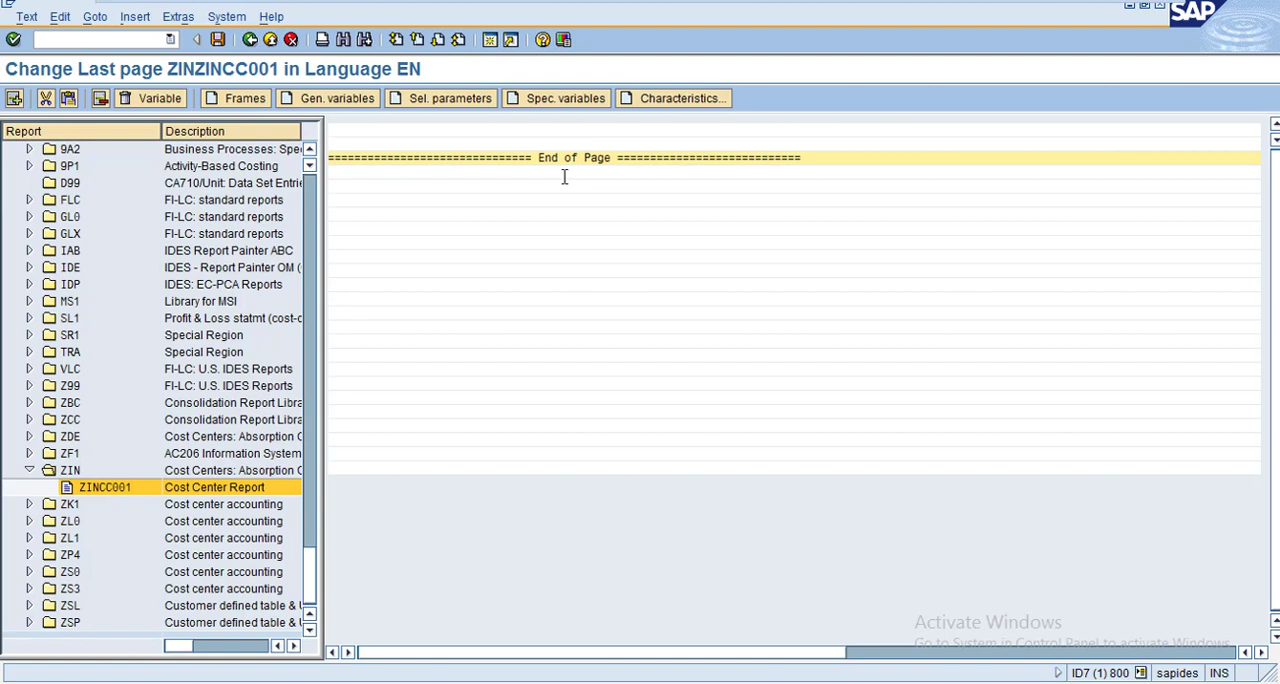 Text Edit Goto Insert Extras System Help
SAP
Change Last page ZINZINCC001 in Language EN
Variable Frames Gen. variables Sel. parameters Spec. variables Characteristics...
Report Description
9A2 Business Processes: Spe
9P1 Activity-Based Costing
D99 CA710/Unit: Data Set Entrie
FLC FI-LC: standard reports
GL0 FI-LC: standard reports
GLX FI-LC: standard reports
IAB IDES Report Painter ABC
IDE IDES - Report Painter OM (
IDP IDES: EC-PCA Reports
MS1 Library for MSI
SL1 Profit & Loss statmt (cost-c
SR1 Special Region
TRA Special Region
VLC FI-LC: U.S. IDES Reports
Z99 FI-LC: U.S. IDES Reports
ZBC Consolidation Report Libra
ZCC Consolidation Report Libra
ZDE Cost Centers: Absorption C
ZF1 AC206 Information System
ZIN Cost Centers: Absorption C
ZINCC001 Cost Center Report
ZK1 Cost center accounting
ZL0 Cost center accounting
ZL1 Cost center accounting
ZP4 Cost center accounting
ZS0 Cost center accounting
ZS3 Cost center accounting
ZSL Customer defined table & U
ZSP Customer defined table & U
=============================== End of Page ============================
Activate Windows
Go to System in Control Panel to activate Windows.
ID7 (1) 800 sapides INS